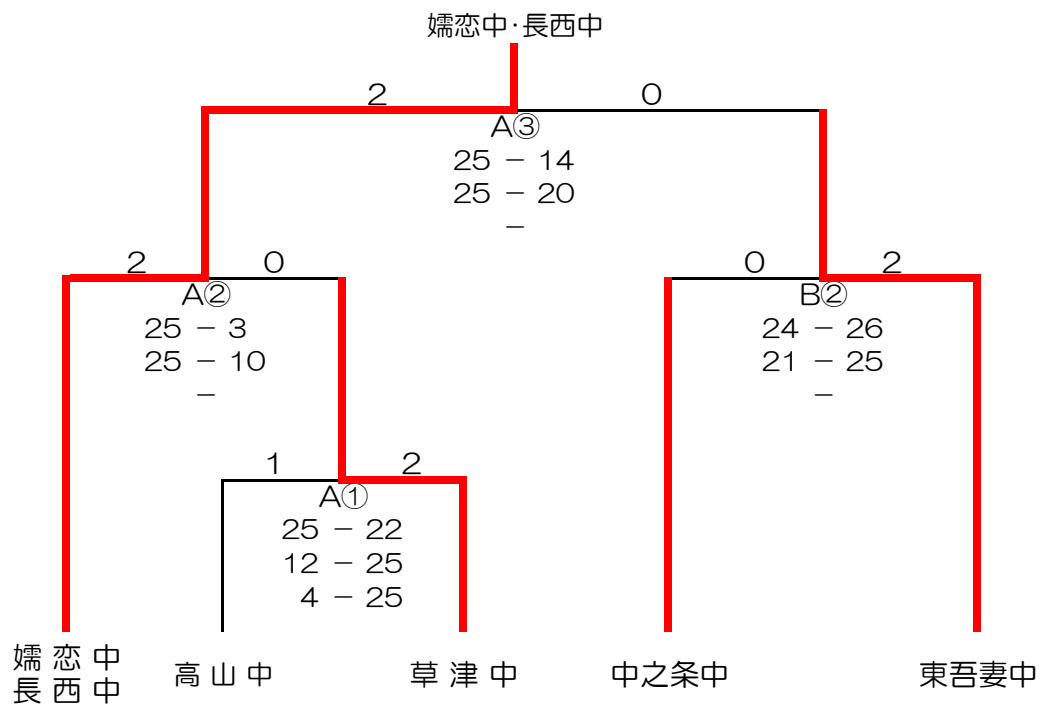 嬬恋中・長西中
2 0
A③
25 － 14
25 － 20
－
2 0
A②
25 － 3
25 － 10
－
0 2
B②
24 － 26
21 － 25
－
1 2
A①
25 － 22
12 － 25
4 － 25
嬬恋中
長西中
高山中
草津中
中之条中
東吾妻中